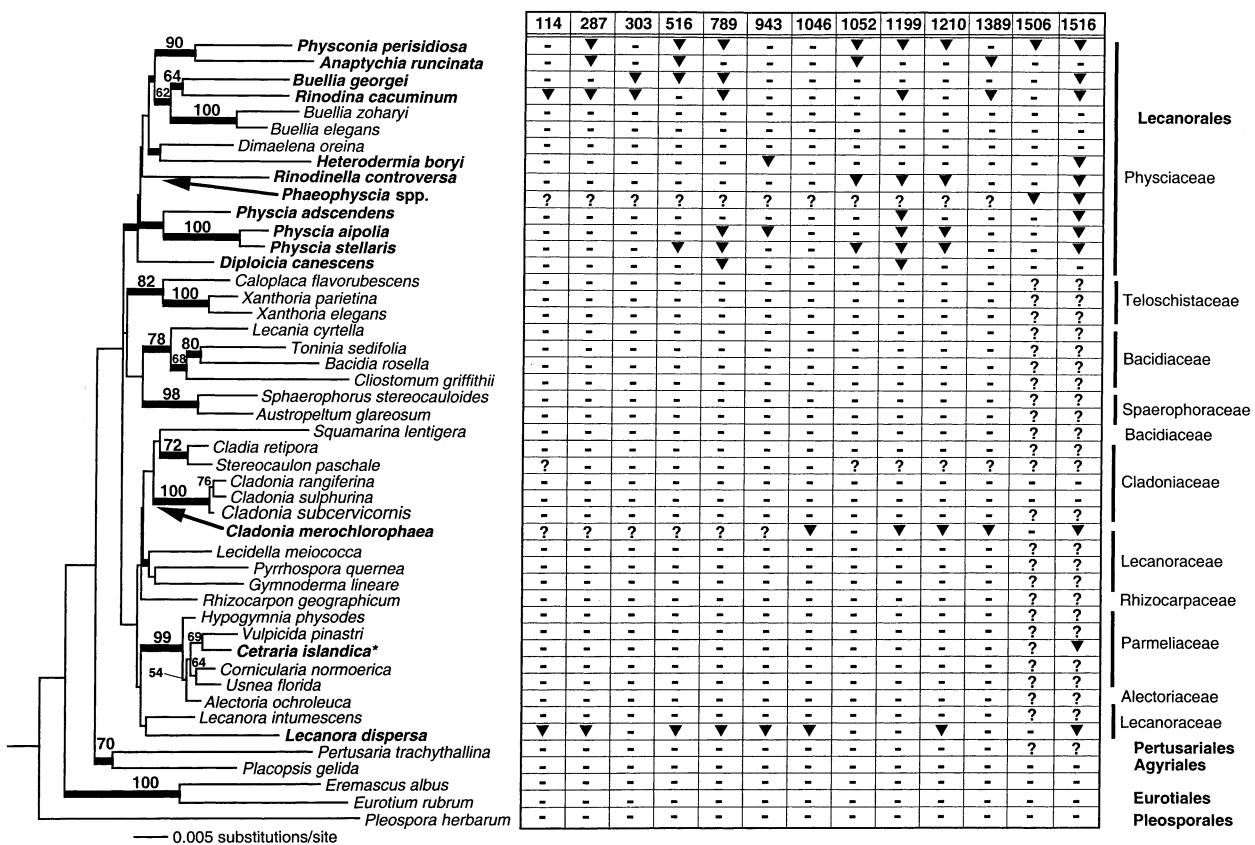 114 287 303 516 789 943 1046 1052 1199 1210 1389 1506 1516
90 Physconia perisidiosa - ▼ - ▼ ▼ - - ▼ ▼ ▼ - ▼ ▼
Anaptychia runcinata - ▼ - ▼ - - - ▼ - - ▼ - -
64 Buellia georgei - - ▼ ▼ ▼ - - - - - - - ▼
62 Rinodina cacuminum ▼ ▼ ▼ - ▼ - - - ▼ - ▼ - ▼
100 Buellia zoharyi - - - - - - - - - - - - -
Lecanorales
Buellia elegans - - - - - - - - - - - - -
Dimaelena oreina - - - - - - - - - - - - -
Heterodermia boryi - - - - - ▼ - - - - - - ▼
Rinodinella controversa - - - - - - - ▼ ▼ ▼ - - ▼
Physciaceae
Phaeophyscia spp. ? ? ? ? ? ? ? ? ? ? ? ▼ ▼
Physcia adscendens - - - - - - - - ▼ - - - ▼
100 Physcia aipolia - - - - ▼ ▼ - - ▼ ▼ - - ▼
Physcia stellaris - - - ▼ ▼ - - ▼ ▼ ▼ - - ▼
Diploicia canescens - - - - ▼ - - - ▼ - - - -
82 Caloplaca flavorubescens - - - - - - - - - - - ? ?
100 Xanthoria parietina - - - - - - - - - - - ? ?
Teloschistaceae
Xanthoria elegans - - - - - - - - - - - ? ?
Lecania cyrtella - - - - - - - - - - - ? ?
78 80 Toninia sedifolia - - - - - - - - - - - ? ?
68 Bacidia rosella - - - - - - - - - - - ? ?
Bacidiaceae
Cliostomum griffithii - - - - - - - - - - - ? ?
98 Sphaerophorus stereocauloides - - - - - - - - - - - ? ?
Spaerophoraceae
Austropeltum glareosum - - - - - - - - - - - ? ?
Squamarina lentigera - - - - - - - - - - - ? ?
Bacidiaceae
72 Cladia retipora - - - - - - - - - - - ? ?
Stereocaulon paschale ? - - - - - - ? ? ? ? ? ?
76 Cladonia rangiferina - - - - - - - - - - - - -
Cladoniaceae
100 Cladonia sulphurina - - - - - - - - - - - - -
Cladonia subcervicornis - - - - - - - - - - - ? ?
Cladonia merochlorophaea ? ? ? ? ? ? ▼ - ▼ ▼ ▼ - ▼
Lecidella meiococca - - - - - - - - - - - ? ?
Lecanoraceae
Pyrrhospora quernea - - - - - - - - - - - ? ?
Gymnoderma lineare - - - - - - - - - - - ? ?
Rhizocarpon geographicum - - - - - - - - - - - ? ?
Rhizocarpaceae
Hypogymnia physodes - - - - - - - - - - - ? ?
99 69 Vulpicida pinastri - - - - - - - - - - - ? ?
Cetraria islandica* - - - - - - - - - - - ? ▼
Parmeliaceae
54 64 Cornicularia normoerica - - - - - - - - - - - ? ?
Usnea florida - - - - - - - - - - - ? ?
Alectoria ochroleuca - - - - - - - - - - - ? ?
Alectoriaceae
Lecanora intumescens - - - - - - - - - - - ? ?
Lecanoraceae
Lecanora dispersa ▼ ▼ - ▼ ▼ ▼ ▼ - - ▼ - - ▼
70 Pertusaria trachythallina - - - - - - - - - - - ? ?
Pertusariales
Placopsis gelida - - - - - - - - - - - - -
Agyriales
100 Eremascus albus - - - - - - - - - - - - -
Eurotium rubrum - - - - - - - - - - - - -
Eurotiales
Pleospora herbarum - - - - - - - - - - - - -
Pleosporales
0.005 substitutions/site